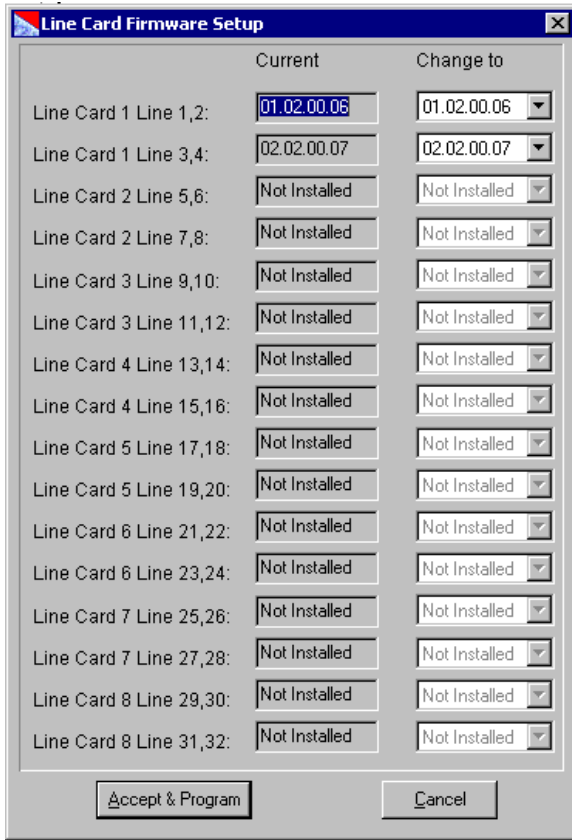 Line Card Firmware Setup
Current Change to
Line Card 1 Line 1,2: 01.02.00.06 01.02.00.06
Line Card 1 Line 3,4: 02.02.00.07 02.02.00.07
Line Card 2 Line 5,6: Not Installed Not Installed
Line Card 2 Line 7,8: Not Installed Not Installed
Line Card 3 Line 9,10: Not Installed Not Installed
Line Card 3 Line 11,12: Not Installed Not Installed
Line Card 4 Line 13,14: Not Installed Not Installed
Line Card 4 Line 15,16: Not Installed Not Installed
Line Card 5 Line 17,18: Not Installed Not Installed
Line Card 5 Line 19,20: Not Installed Not Installed
Line Card 6 Line 21,22: Not Installed Not Installed
Line Card 6 Line 23,24: Not Installed Not Installed
Line Card 7 Line 25,26: Not Installed Not Installed
Line Card 7 Line 27,28: Not Installed Not Installed
Line Card 8 Line 29,30: Not Installed Not Installed
Line Card 8 Line 31,32: Not Installed Not Installed
Accept & Program Cancel